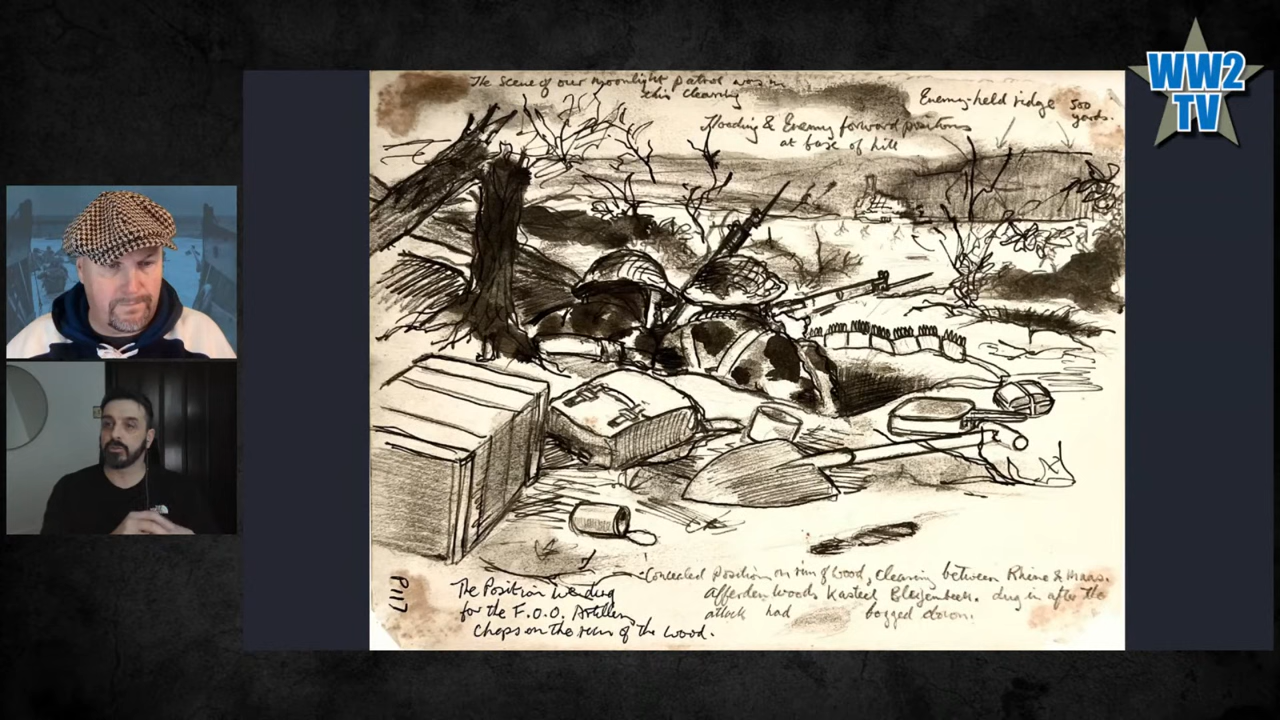 The Scene of our moonlight patrol was in
this clearing
Enemy-held ridge 500
yards.
Flooding & Enemy forward positions
at base of hill
WW2
TV
P117
The Position we dug
for the F.O.O. Artillery
Chaps on the rim of the wood.
Concealed position on rim of wood, clearing between Rhine & Maas.
Afferden Woods Kasteel Bleijenbeek. dug in after the
attack had bogged down.